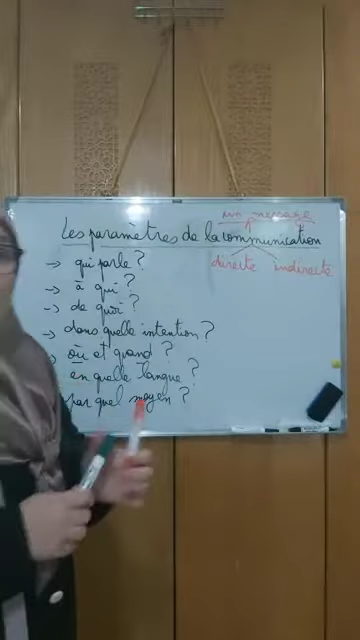 un message
Les paramètres de la communication
directe indirecte
→ qui parle ?
→ à qui ?
→ de quoi ?
→ dans quelle intention ?
où et quand ?
en quelle langue ?
par quel moyen ?